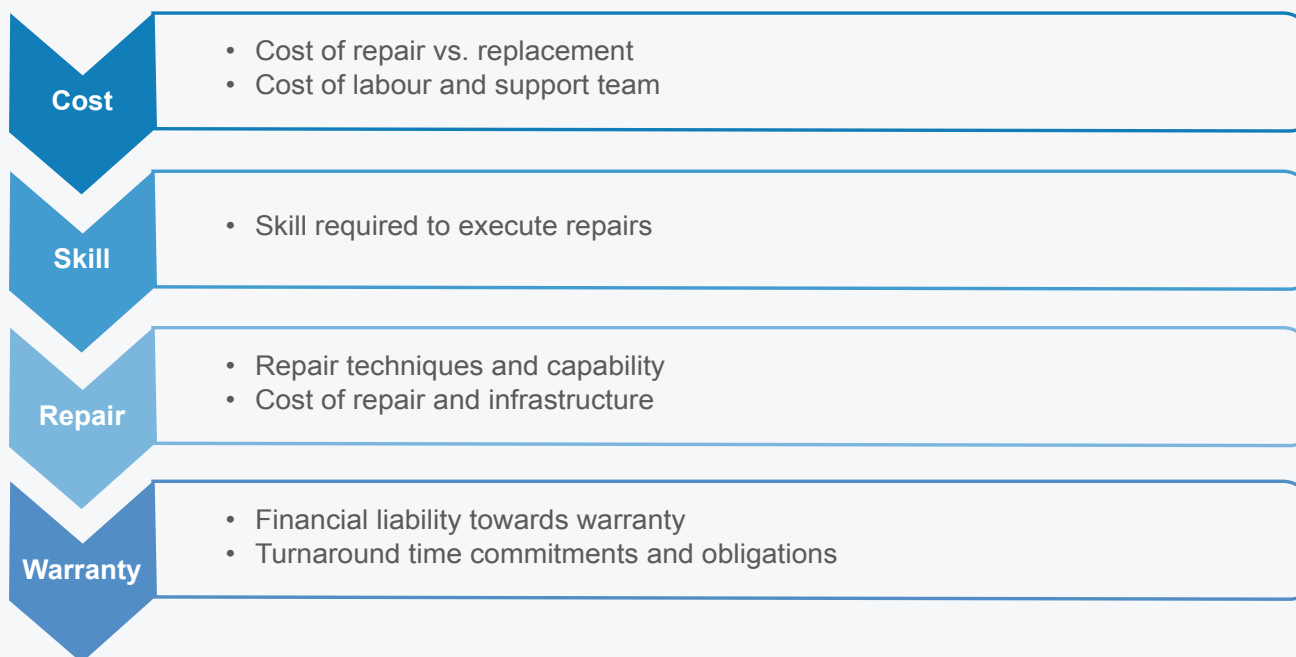 Cost
• Cost of repair vs. replacement
• Cost of labour and support team
Skill
• Skill required to execute repairs
Repair
• Repair techniques and capability
• Cost of repair and infrastructure
Warranty
• Financial liability towards warranty
• Turnaround time commitments and obligations